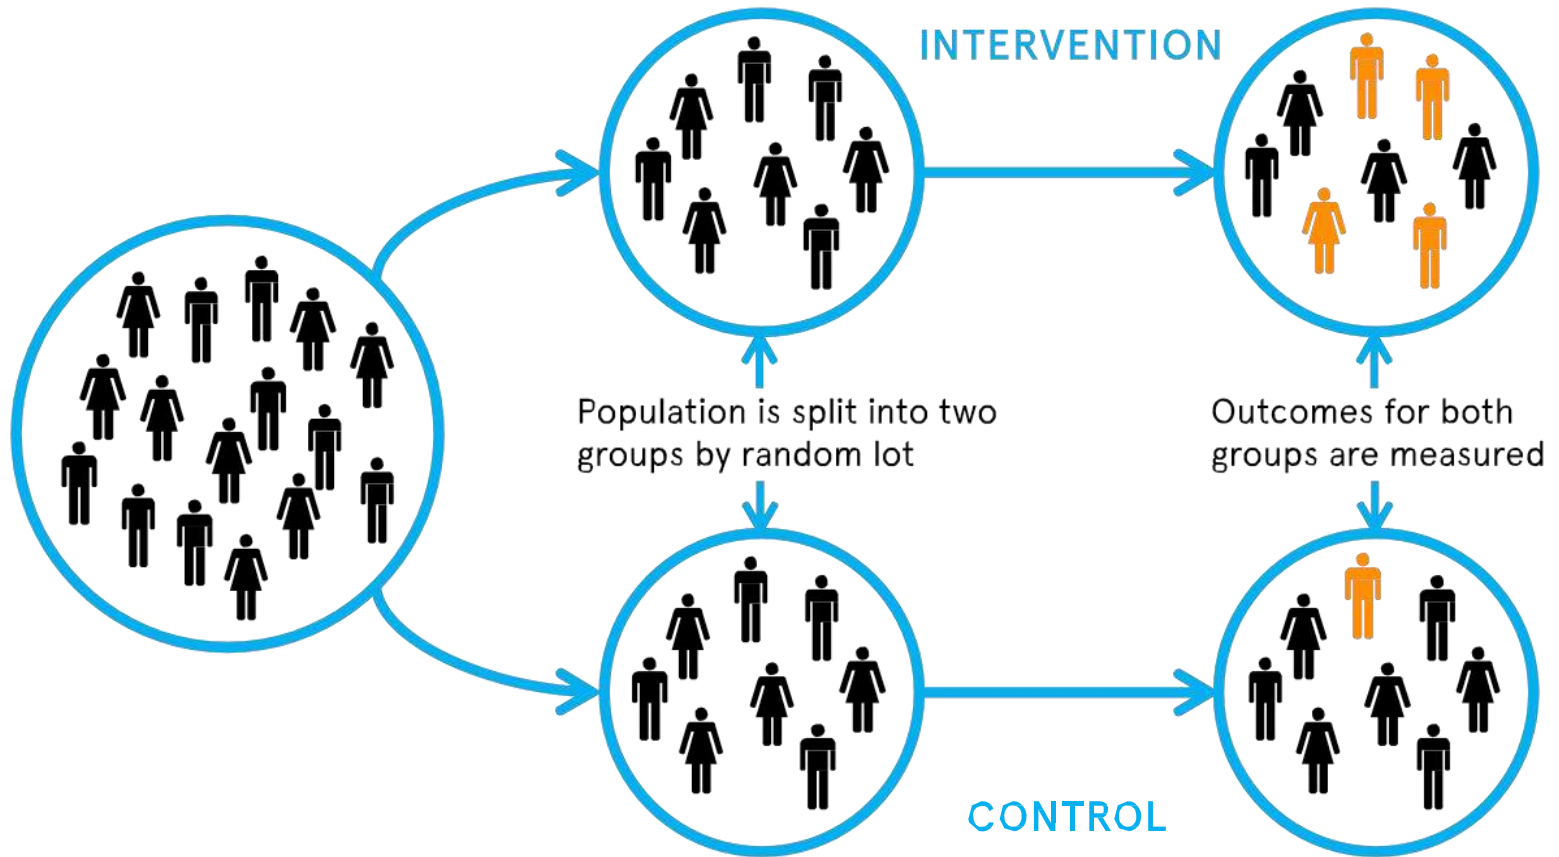 INTERVENTION
Population is split into two
groups by random lot
Outcomes for both
groups are measured
CONTROL